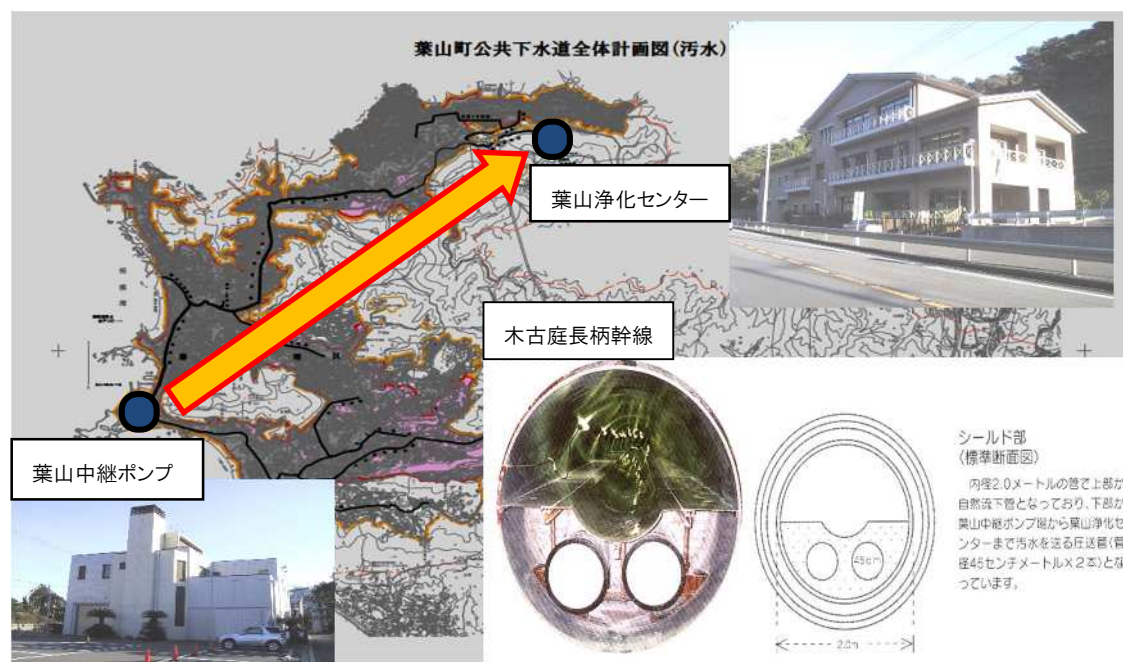 葉山町公共下水道全体計画図(汚水)
葉山浄化センター
木古庭長柄幹線
葉山中継ポンプ
シールド部
(標準断面図)
内径2.0メートルの管で上部が
自然流下管となっており、下部が
葉山中継ポンプ場から葉山浄化セ
ンターまで汚水を送る圧送管(管
径45センチメートル×2本)とな
っています。
45cm
2.0m